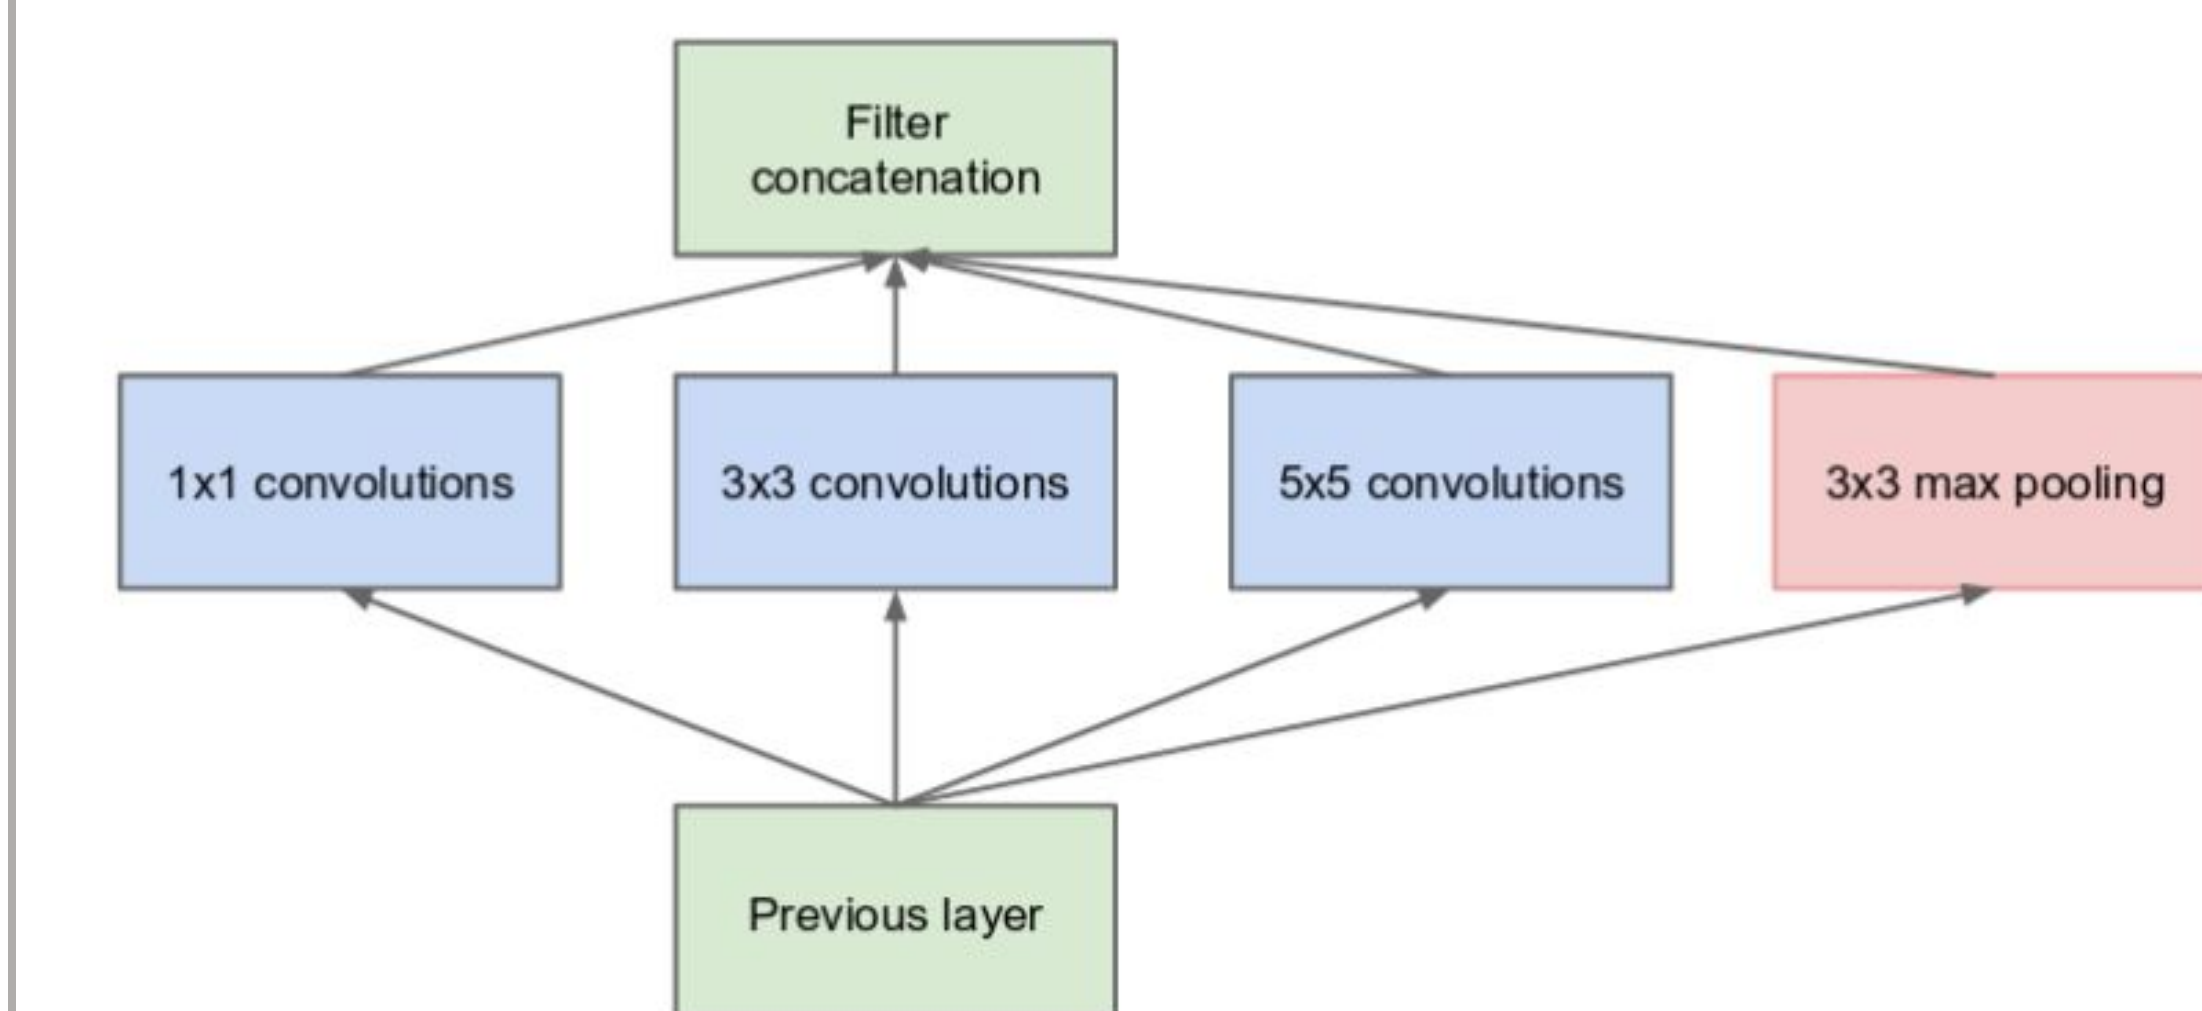 Filter
concatenation
1x1 convolutions
3x3 convolutions
5x5 convolutions
3x3 max pooling
Previous layer